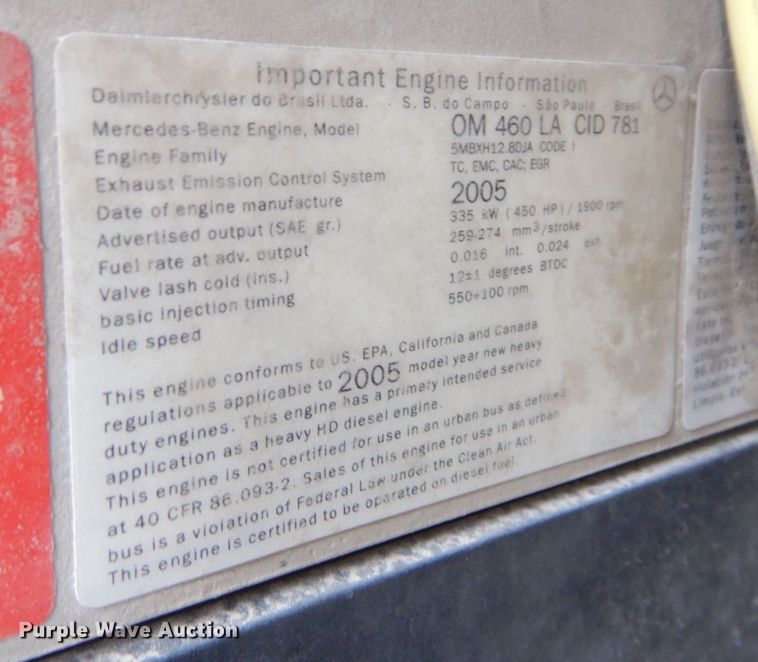 Important Engine Information
Daimlerchrysler do Brasil Ltda. - S. B. do Campo - São Paulo - Brasil
Mercedes-Benz Engine, Model OM 460 LA CID 781
Engine Family 5MBXH12.8DJA CODE I
Exhaust Emission Control System TC, EMC, CAC; EGR
Date of engine manufacture 2005
Advertised output (SAE gr.) 335 kW ( 450 HP) / 1900 rpm
Fuel rate at adv. output 259-274 mm3/stroke
Valve lash cold (ins.) 0.016 int. 0.024 exh
basic injection timing 12±1 degrees BTDC
Idle speed 550+100 rpm
This engine conforms to US. EPA, California and Canada
regulations applicable to 2005 model year new heavy
duty engines. This engine has a primary intended service
application as a heavy HD diesel engine.
This engine is not certified for use in an urban bus as defined
at 40 CFR 86.093-2. Sales of this engine for use in an urban
bus is a violation of Federal Law under the Clean Air Act.
This engine is certified to be operated on diesel fuel.
Purple Wave Auction